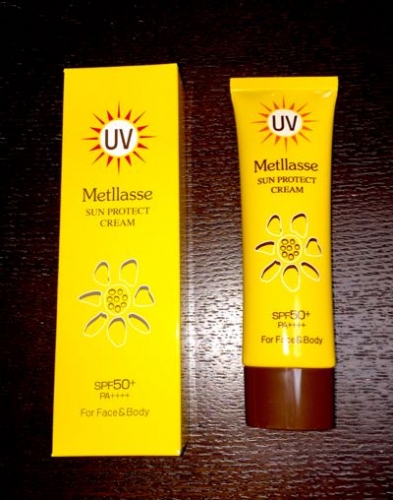 UV
Metllasse
SUN PROTECT
CREAM
SPF50+
PA++++
For Face & Body
UV
Metllasse
SUN PROTECT
CREAM
SPF50+
PA++++
For Face & Body